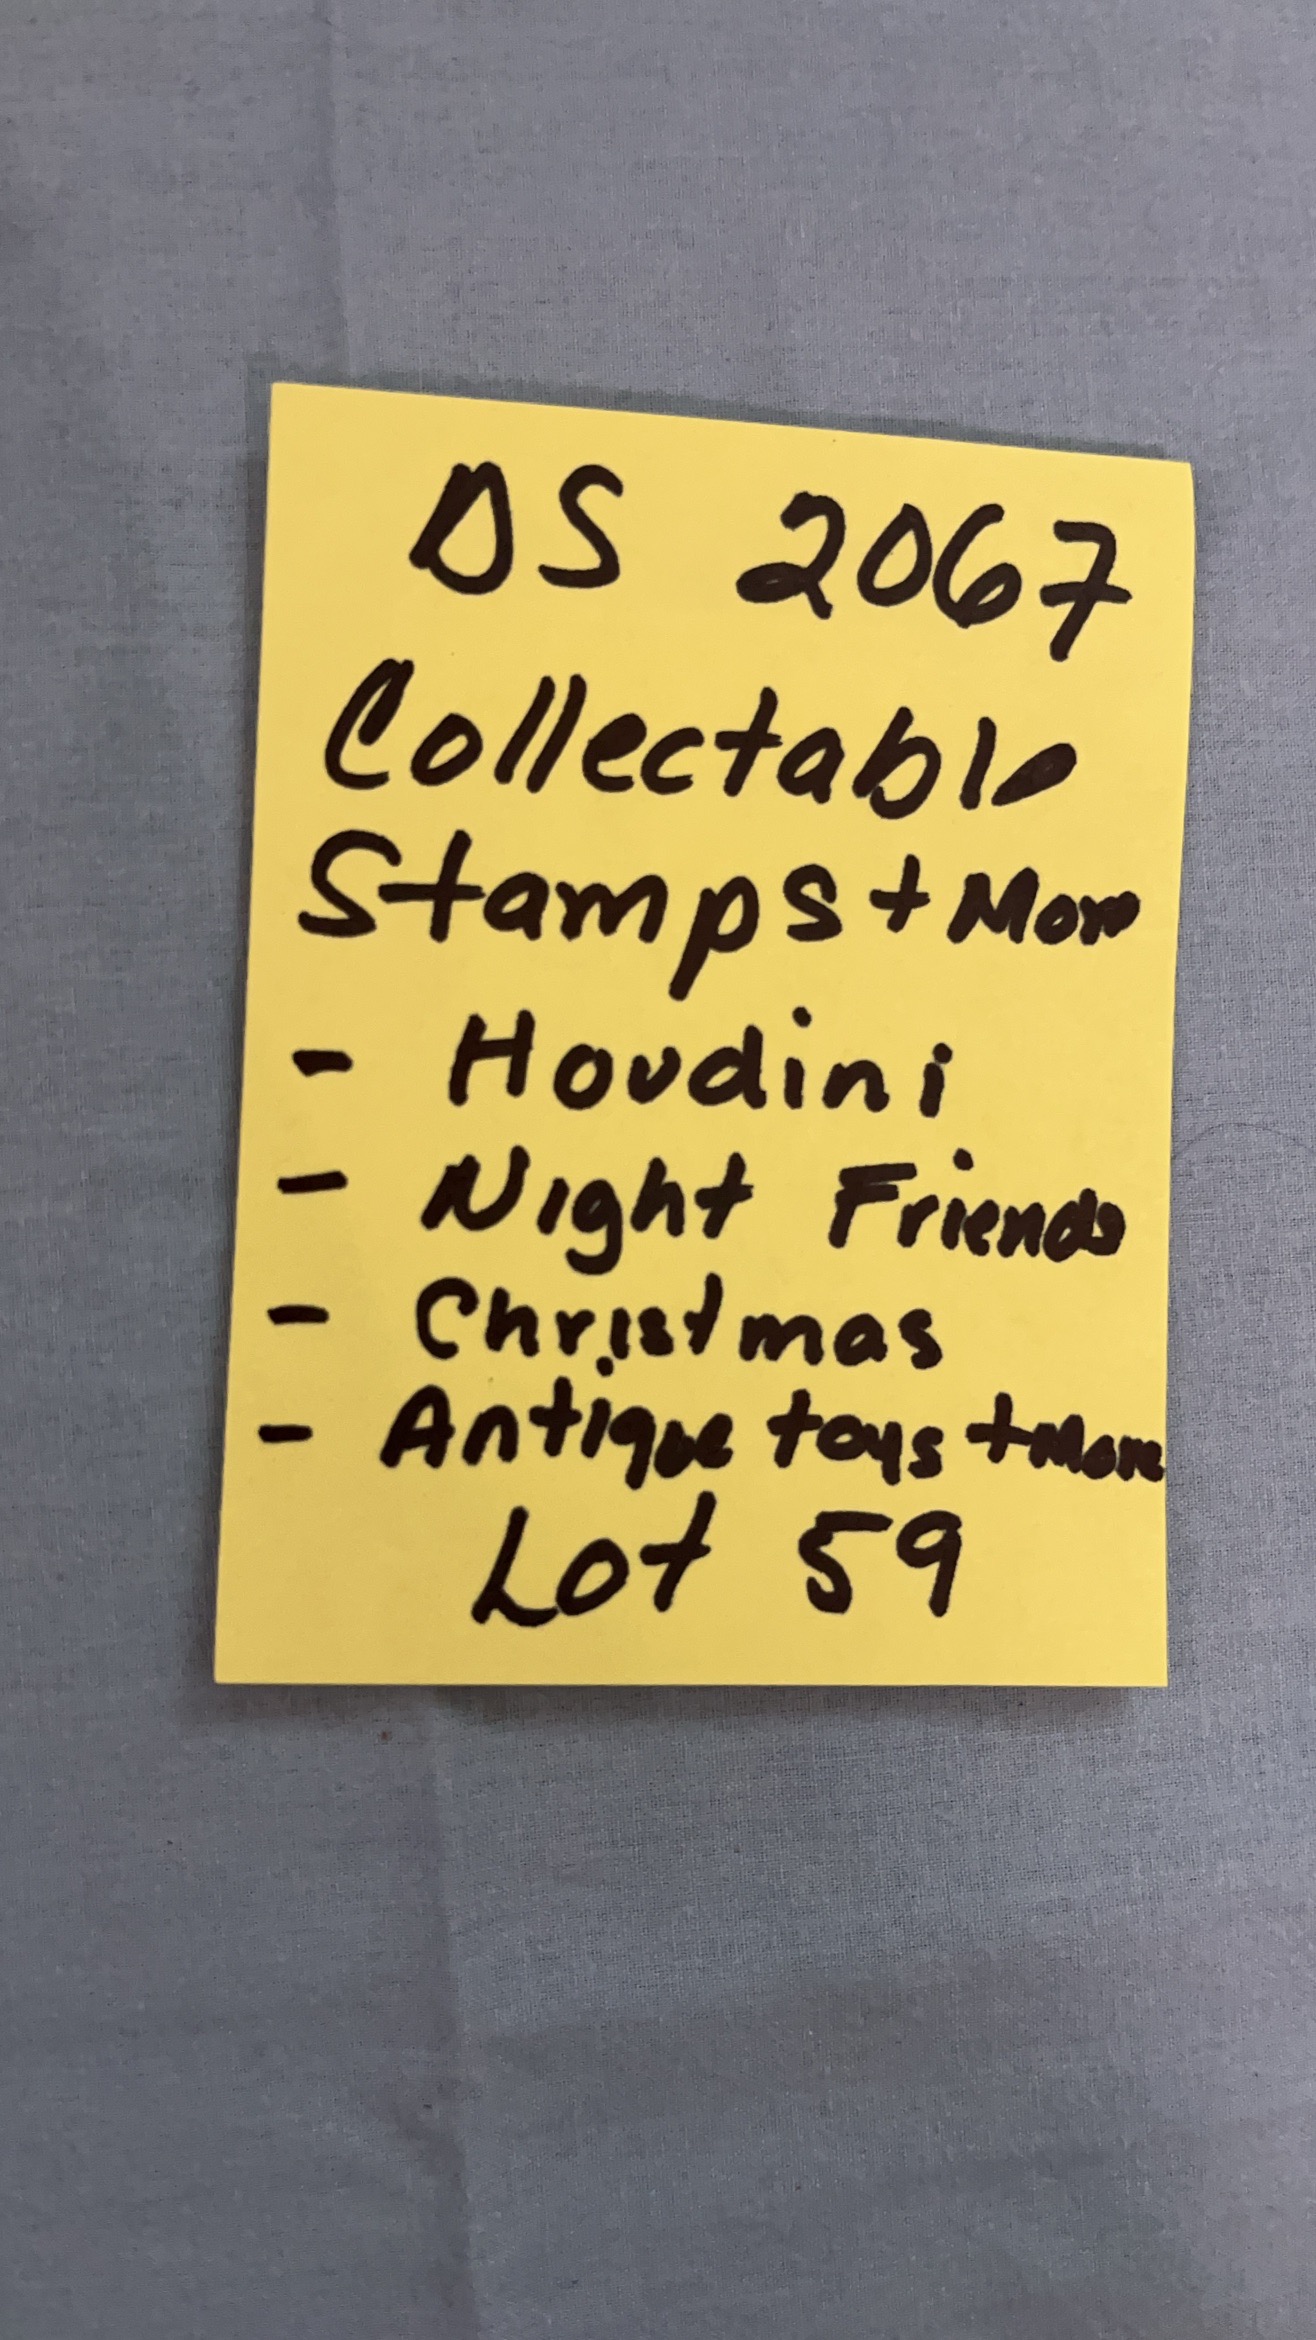 DS 2067
Collectable
Stamps + More
- Houdini
- Night Friends
- Christmas
- Antique toys + More
Lot 59